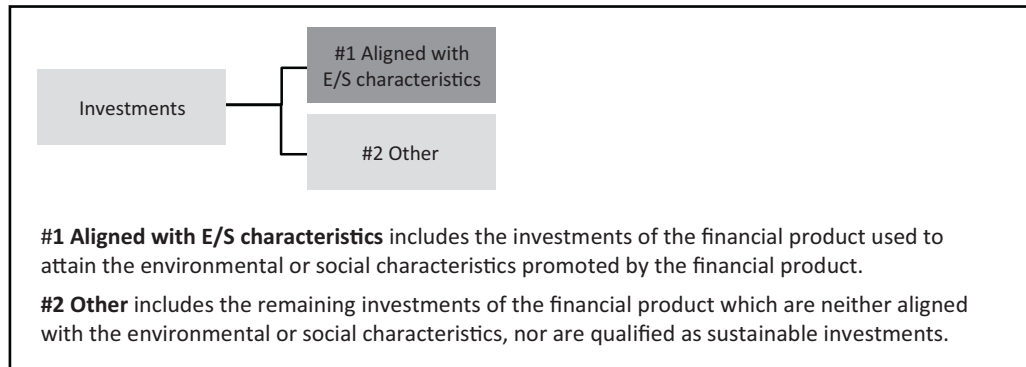 #1 Aligned with
E/S characteristics
Investments
#2 Other
#1 Aligned with E/S characteristics includes the investments of the financial product used to
attain the environmental or social characteristics promoted by the financial product.
#2 Other includes the remaining investments of the financial product which are neither aligned
with the environmental or social characteristics, nor are qualified as sustainable investments.